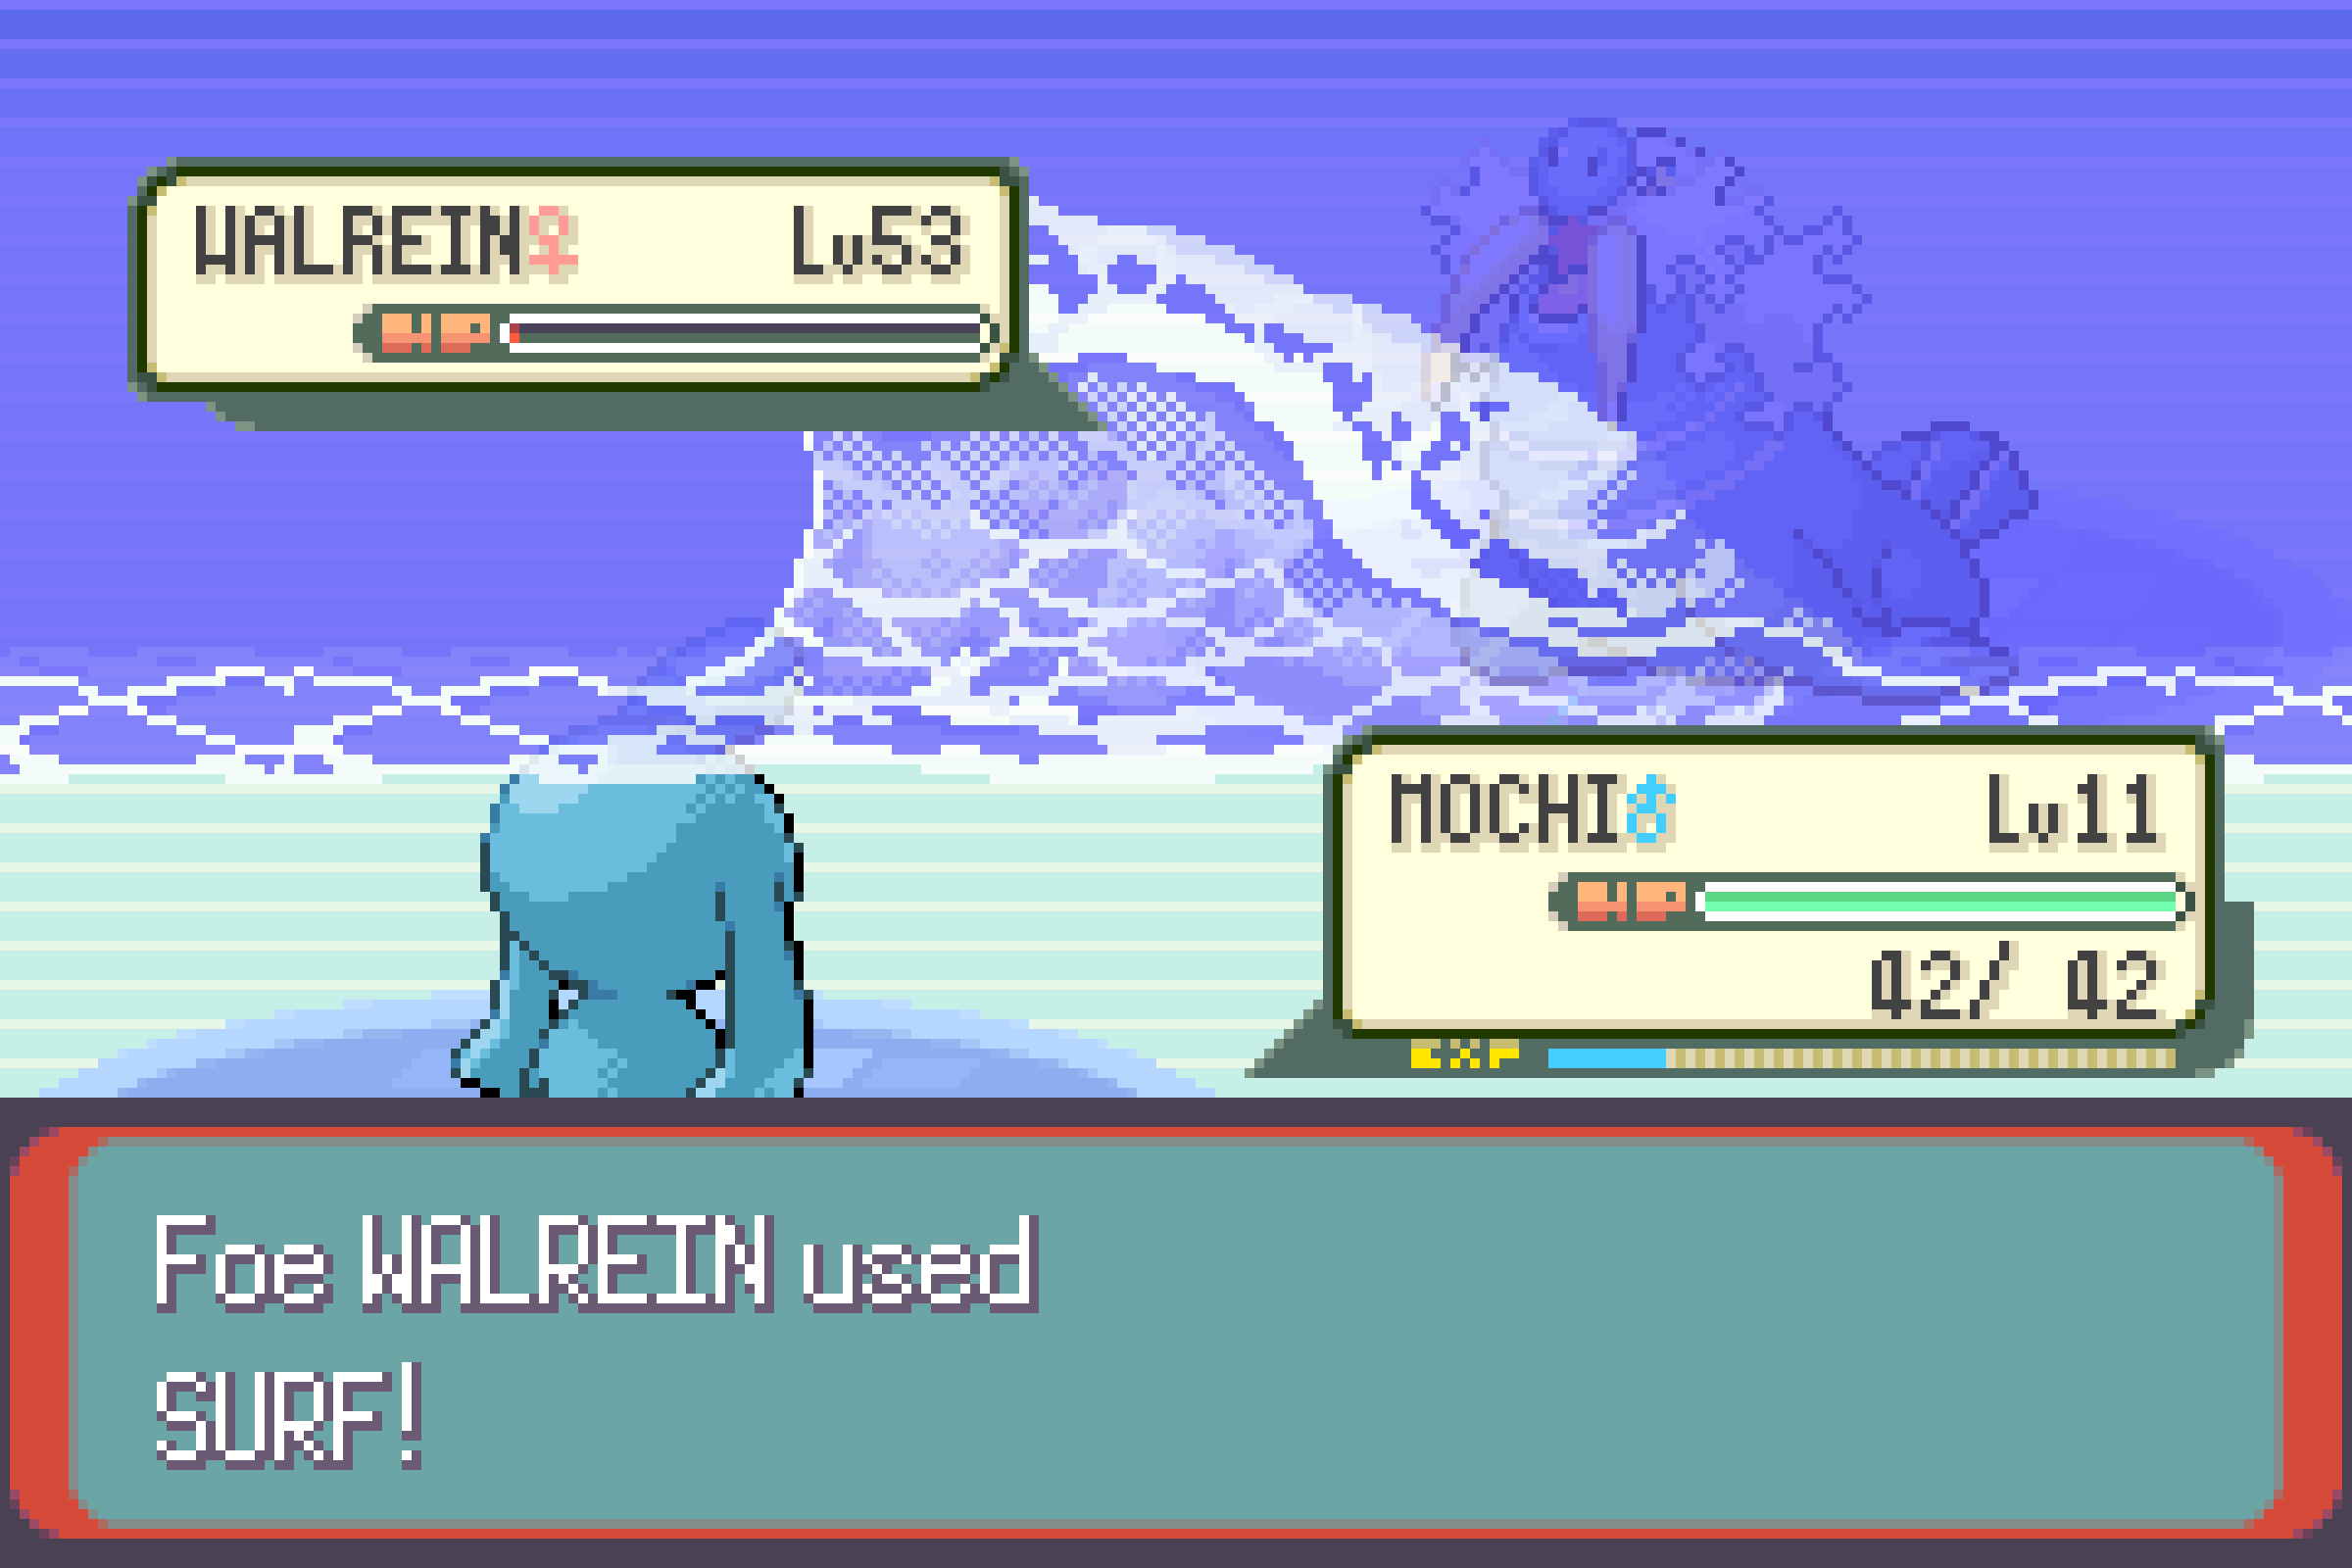 WALREIN♀ Lv53
HP
MOCHI♂ Lv11
HP
42/ 42
EXP
Foe WALREIN used
SURF!